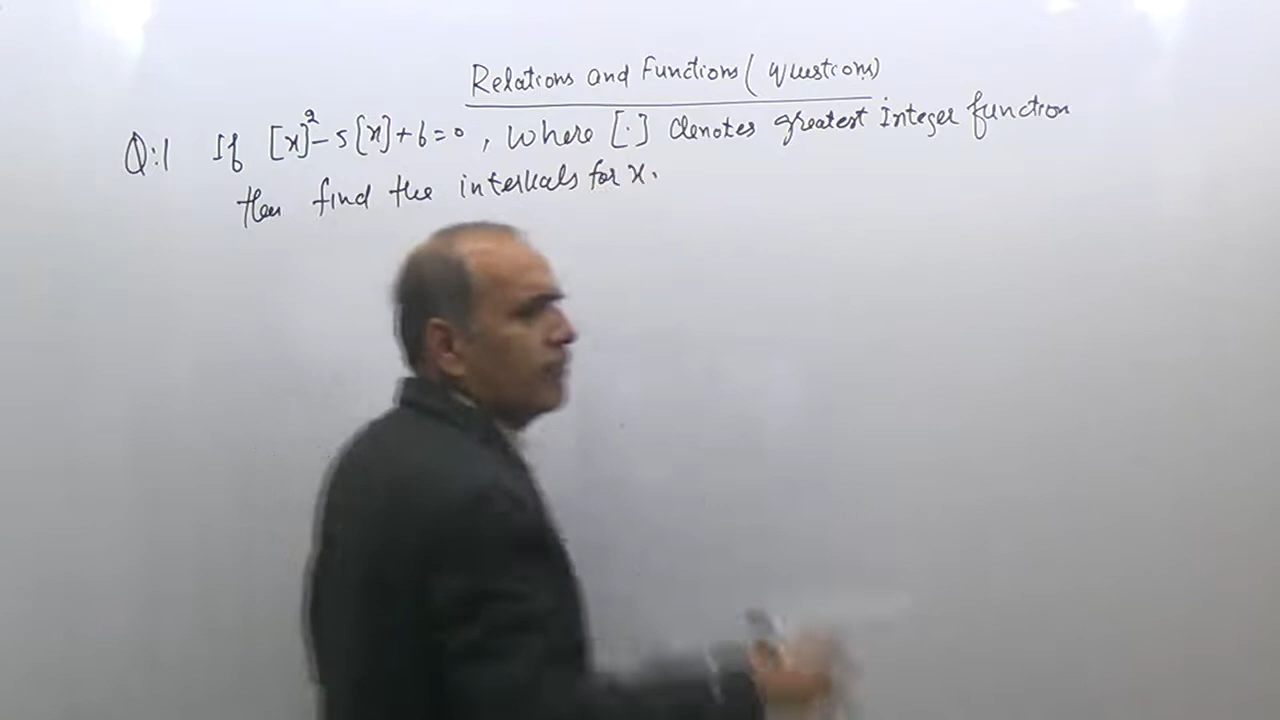 Relations and Functions (Questions)
Q:1 If [x]²-5[x]+6=0, where [·] denotes greatest Integer function
then find the intervals for x.